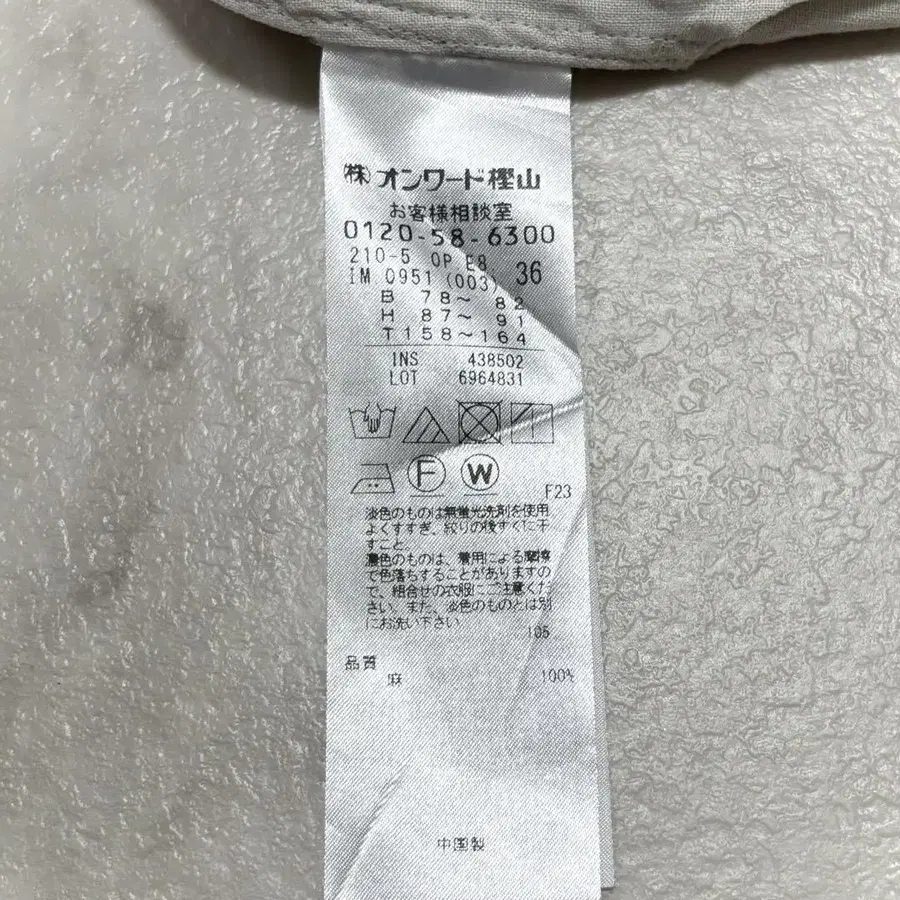 (株)オンワード樫山
お客様相談室
0120-58-6300
210-5 OP E8
IM 0951 (003) 36
B 78～ 82
H 87～ 91
T158～164
INS 438502
LOT 6964831
F W
F23
淡色のものは無蛍光洗剤を使用
よくすすぎ、絞りの後すぐに干
すこと。
濃色のものは、着用による摩擦
で色落ちすることがありますの
で、組合せの衣服にご注意くだ
さい。また、淡色のものとは別
にお洗い下さい。
105
品質
麻 100%
中国製